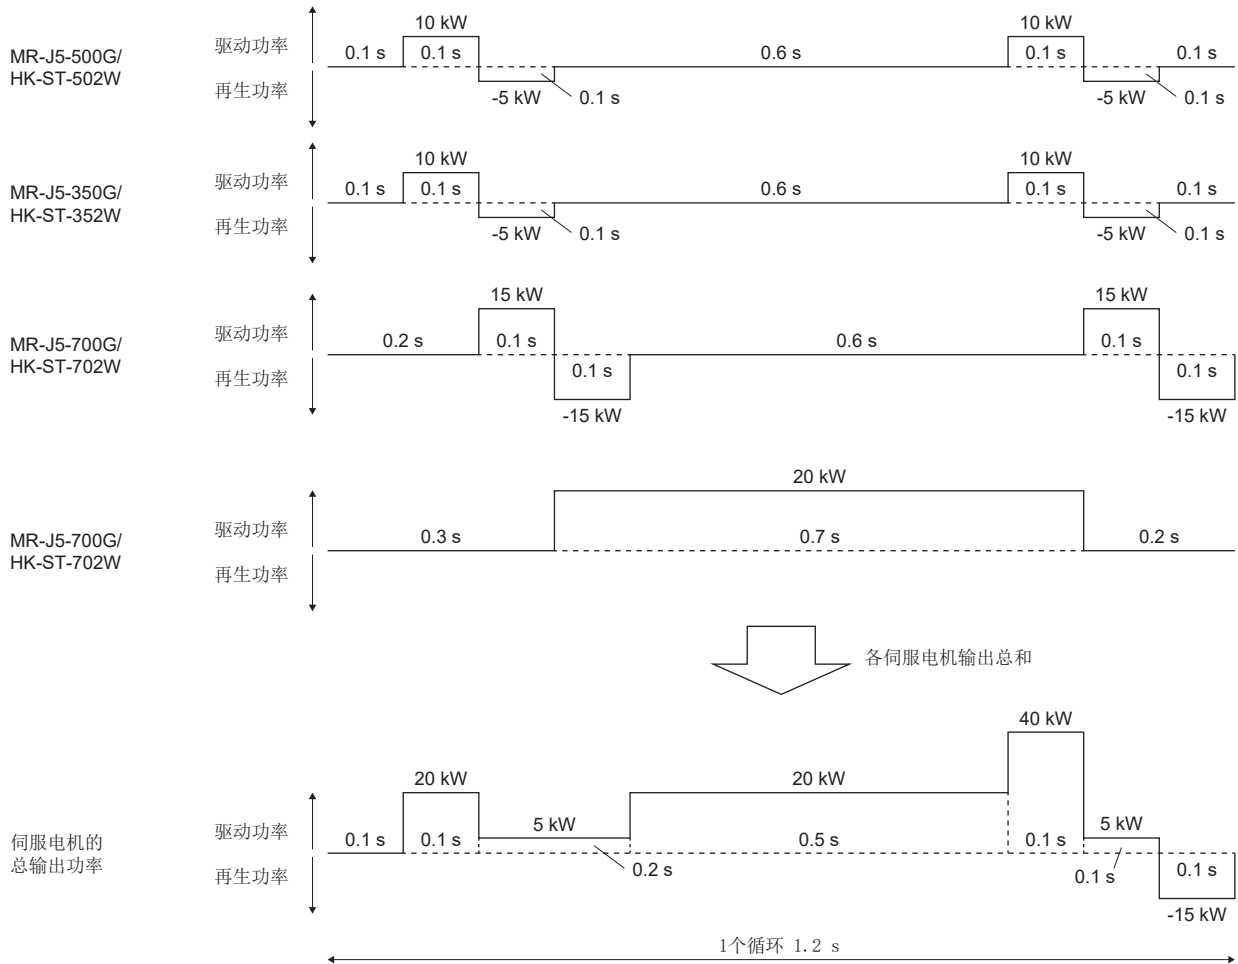 MR-J5-500G/
HK-ST-502W
驱动功率
再生功率
0.1 s
10 kW
0.1 s
-5 kW
0.1 s
0.6 s
10 kW
0.1 s
-5 kW
0.1 s
0.1 s
MR-J5-350G/
HK-ST-352W
驱动功率
再生功率
0.1 s
10 kW
0.1 s
-5 kW
0.1 s
0.6 s
10 kW
0.1 s
-5 kW
0.1 s
0.1 s
MR-J5-700G/
HK-ST-702W
驱动功率
再生功率
0.2 s
15 kW
0.1 s
0.1 s
-15 kW
0.6 s
15 kW
0.1 s
0.1 s
-15 kW
MR-J5-700G/
HK-ST-702W
驱动功率
再生功率
0.3 s
20 kW
0.7 s
0.2 s
各伺服电机输出总和
伺服电机的
总输出功率
驱动功率
再生功率
0.1 s
20 kW
0.1 s
5 kW
0.2 s
20 kW
0.5 s
40 kW
0.1 s
5 kW
0.1 s
0.1 s
-15 kW
1个循环 1.2 s